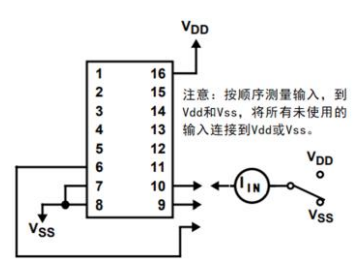 VDD
1 16
2 15
3 14
4 13
5 12
6 11
7 10
8 9
注意：按顺序测量输入，到
Vdd和Vss，将所有未使用的
输入连接到Vdd或Vss。
VDD
IIN
VSS
VSS